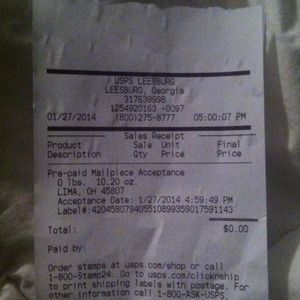 USPS LEESBURG
LEESBURG, Georgia
317639998
1254920163 -0097
01/27/2014 (800)275-8777 05:00:07 PM
Sales Receipt
Product Sale Unit Final
Description Qty Price Price
Pre-paid Mailpiece Acceptance
0 lbs. 10.20 oz.
LIMA, OH 45807
Acceptance Date: 1/27/2014 4:59:49 PM
Label#:420458079405510899359017591143
Total: $0.00
Paid by:
Order stamps at usps.com/shop or call
1-800-Stamp24. Go to usps.com/clicknship
to print shipping labels with postage. For
other information call 1-800-ASK-USPS.